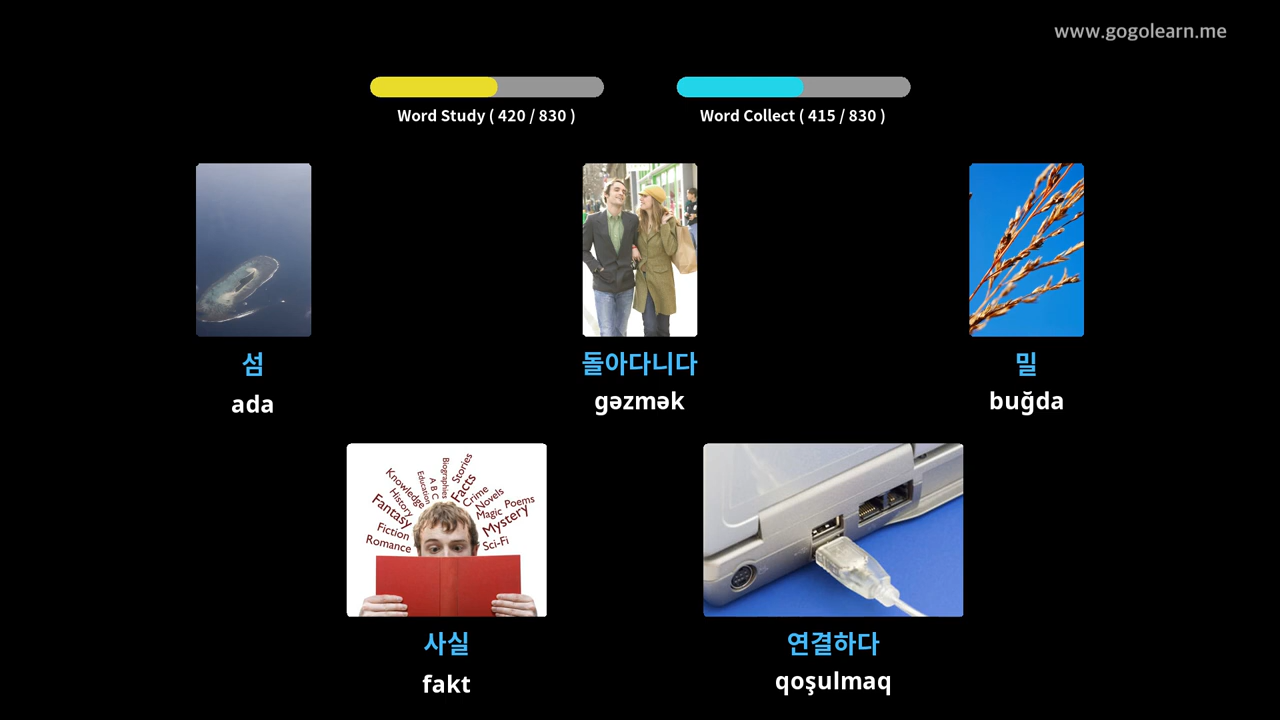 www.gogolearn.me
Word Study ( 420 / 830 )
Word Collect ( 415 / 830 )
섬
ada
돌아다니다
gəzmək
밀
buğda
Stories
Biographies
Facts
A B C
Education
Crime
Knowledge
Novels
History
Poems
Magic
Fantasy
Mystery
Fiction
Sci-Fi
Romance
사실
fakt
연결하다
qoşulmaq